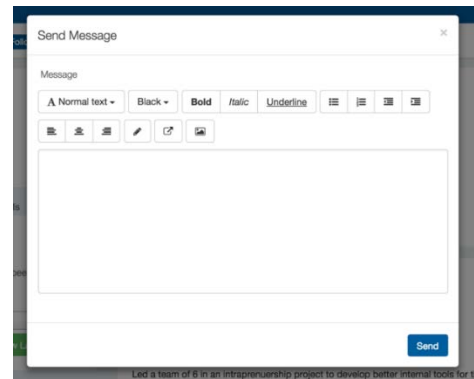 Send Message
×
Message
A Normal text
Black
Bold
Italic
Underline
Send
Led a team of 6 in an intraprenuership project to develop better internal tools for t